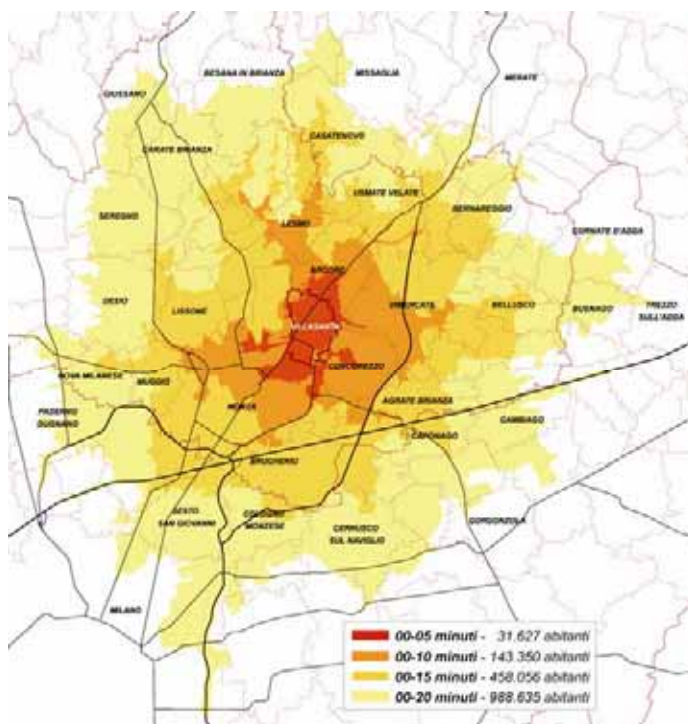 BESANA IN BRIANZA
MISSAGLIA
MERATE
GIUSSANO
CASATENOVO
CARATE BRIANZA
USMATE VELATE
BERNAREGGIO
SEREGNO
LESMO
CORNATE D'ADDA
ARCORE
DESIO
VIMERCATE
BELLUSCO
BUSNAGO
TREZZO
SULL'ADDA
LISSONE
VILLASANTA
CONCOREZZO
NOVA MILANESE
MUGGIO
AGRATE BRIANZA
MONZA
PADERNO
DUGNANO
CAMBIAGO
CAPONAGO
BRUGHERIO
SESTO
SAN GIOVANNI
COLOGNO
MONZESE
GORGONZOLA
CERNUSCO
SUL NAVIGLIO
MILANO
00-05 minuti - 31.627 abitanti
00-10 minuti - 143.350 abitanti
00-15 minuti - 458.056 abitanti
00-20 minuti - 988.635 abitanti